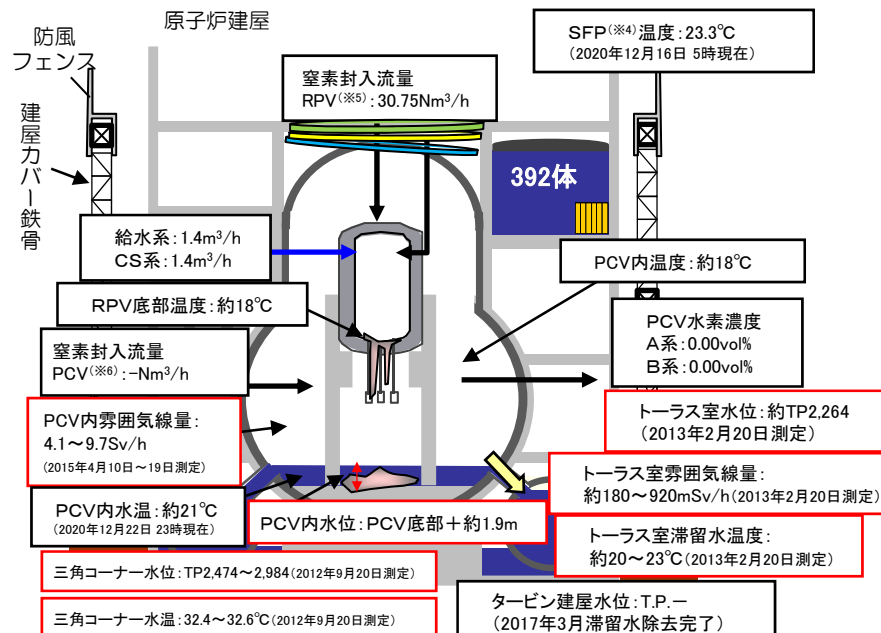 原子炉建屋
防風
フェンス
建屋カバー鉄骨
SFP(※4)温度:23.3℃
(2020年12月16日 5時現在)
窒素封入流量
RPV(※5):30.75Nm³/h
392体
給水系:1.4m³/h
CS系:1.4m³/h
PCV内温度:約18℃
RPV底部温度:約18℃
PCV水素濃度
A系:0.00vol%
B系:0.00vol%
窒素封入流量
PCV(※6):-Nm³/h
PCV内雰囲気線量:
4.1~9.7Sv/h
(2015年4月10日~19日測定)
トーラス室水位:約TP2,264
(2013年2月20日測定)
トーラス室雰囲気線量:
約180~920mSv/h(2013年2月20日測定)
PCV内水温:約21℃
(2020年12月22日 23時現在)
PCV内水位:PCV底部+約1.9m
トーラス室滞留水温度:
約20~23℃(2013年2月20日測定)
三角コーナー水位:TP2,474~2,984(2012年9月20日測定)
三角コーナー水温:32.4~32.6℃(2012年9月20日測定)
タービン建屋水位:T.P.-
(2017年3月滞留水除去完了)